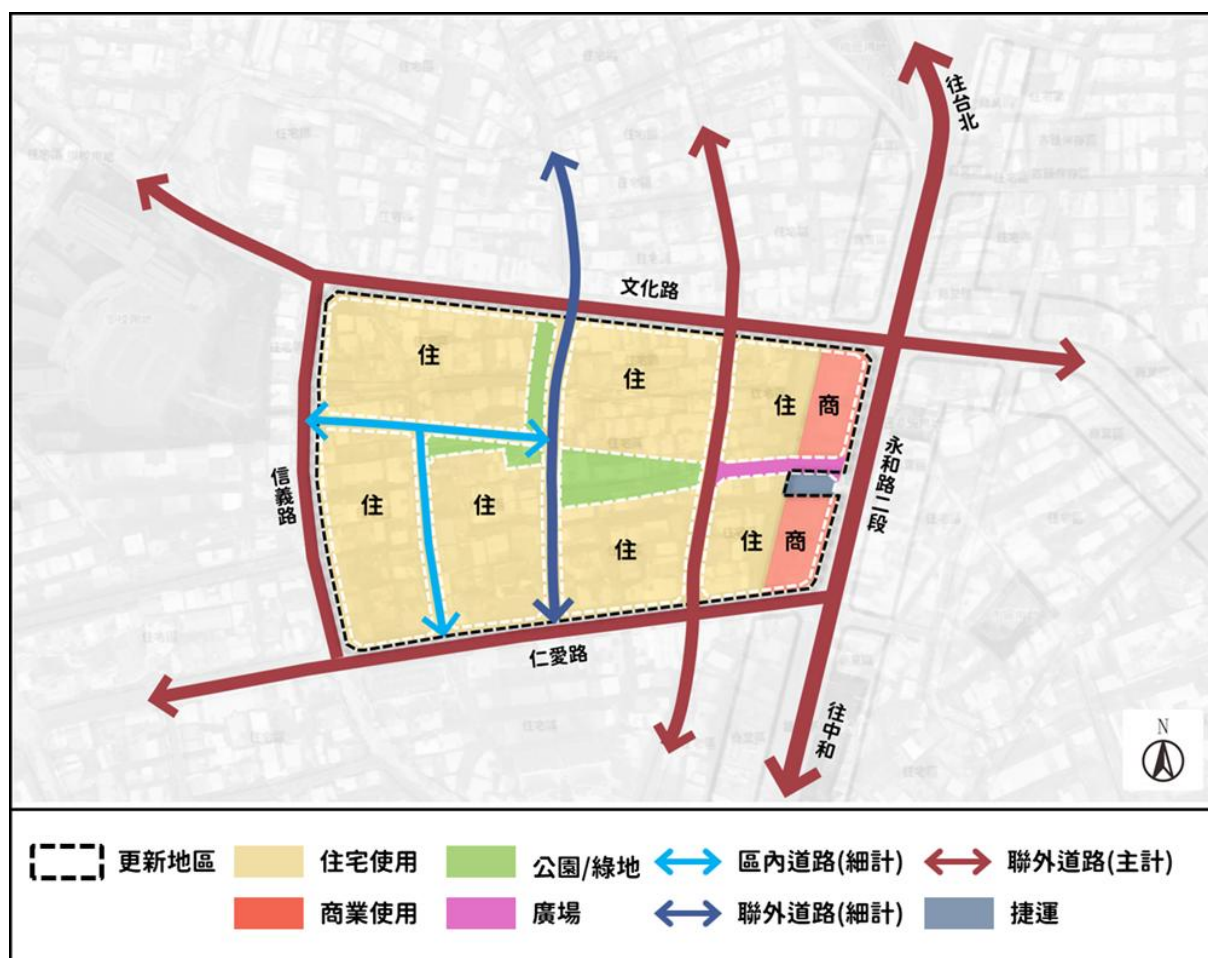 往台北
文化路
住
住
住
商
永和路二段
信義路
住
住
住
住
商
仁愛路
往中和
N
更新地區
住宅使用
公園/綠地
區內道路(細計)
聯外道路(主計)
商業使用
廣場
聯外道路(細計)
捷運